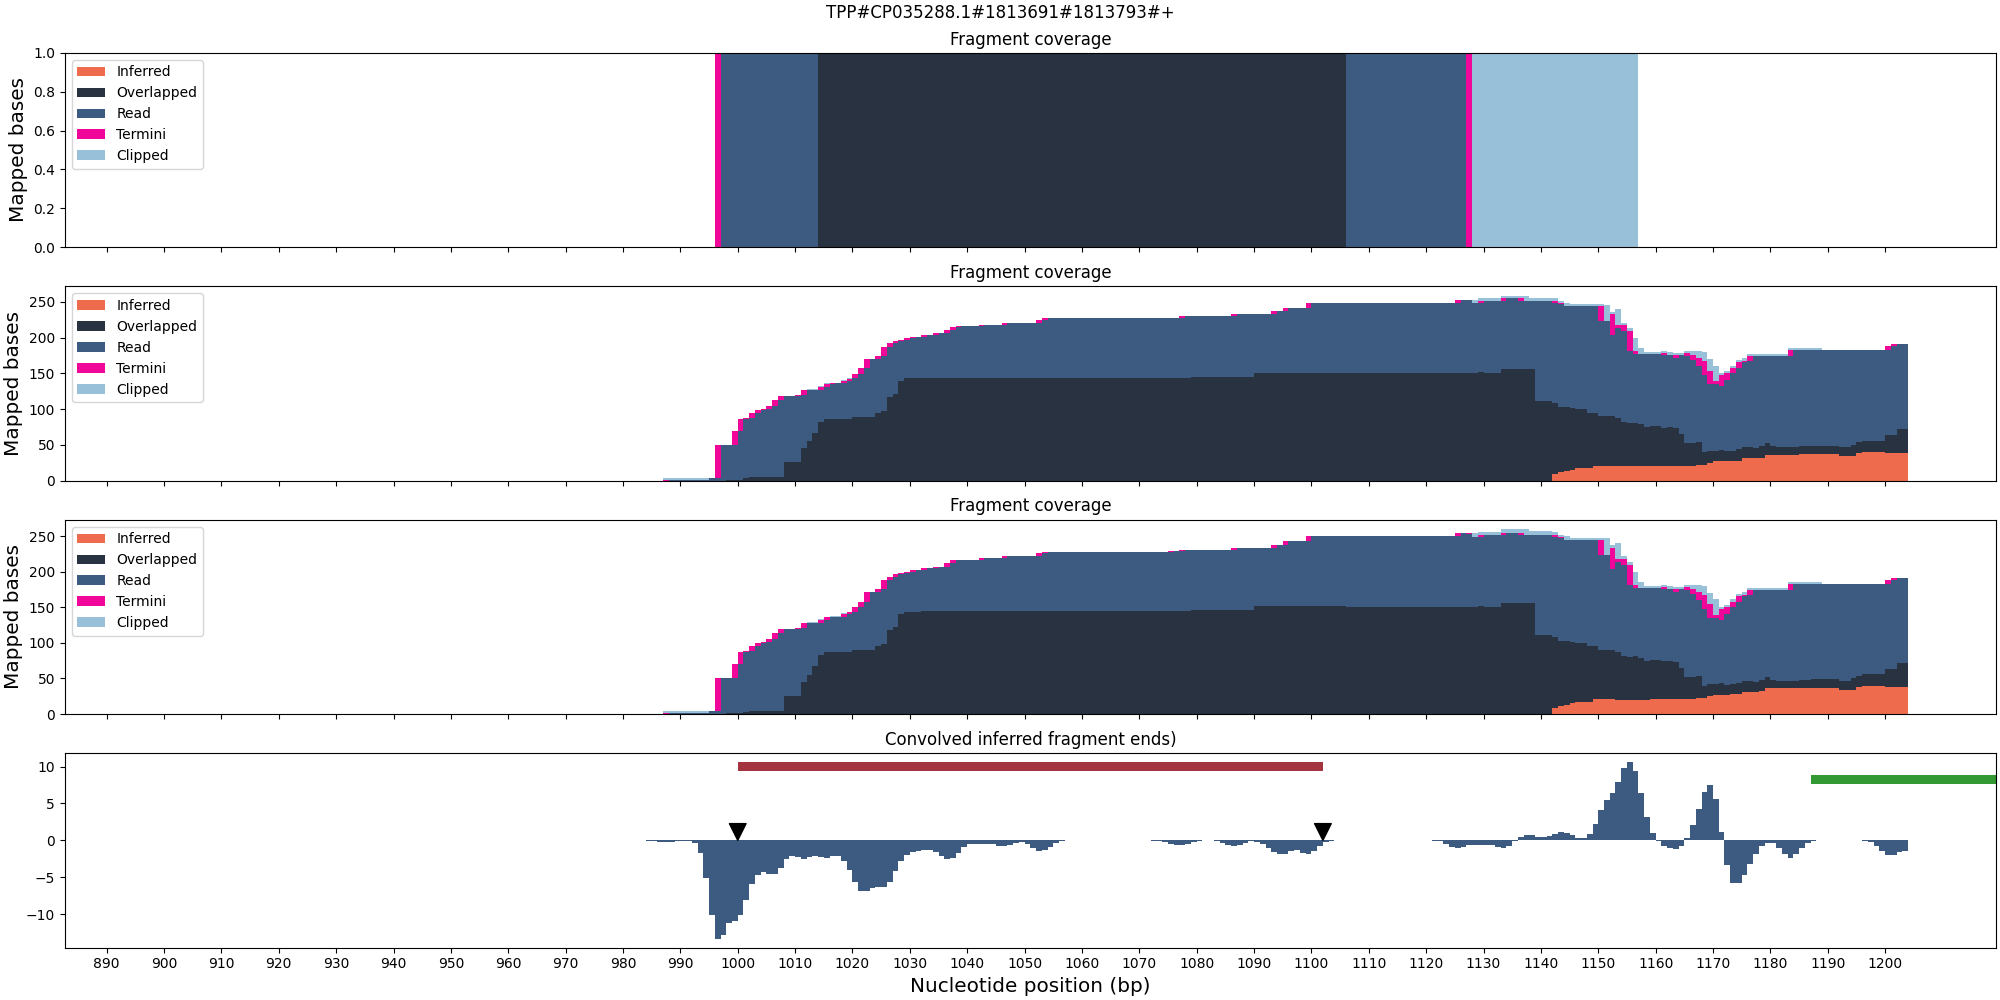 TPP#CP035288.1#1813691#1813793#+
Fragment coverage
Mapped bases
1.0
0.8
0.6
0.4
0.2
0.0
Inferred
Overlapped
Read
Termini
Clipped
Fragment coverage
Mapped bases
250
200
150
100
50
0
Inferred
Overlapped
Read
Termini
Clipped
Fragment coverage
Mapped bases
250
200
150
100
50
0
Inferred
Overlapped
Read
Termini
Clipped
Convolved inferred fragment ends)
10
5
0
−5
−10
890 900 910 920 930 940 950 960 970 980 990 1000 1010 1020 1030 1040 1050 1060 1070 1080 1090 1100 1110 1120 1130 1140 1150 1160 1170 1180 1190 1200
Nucleotide position (bp)